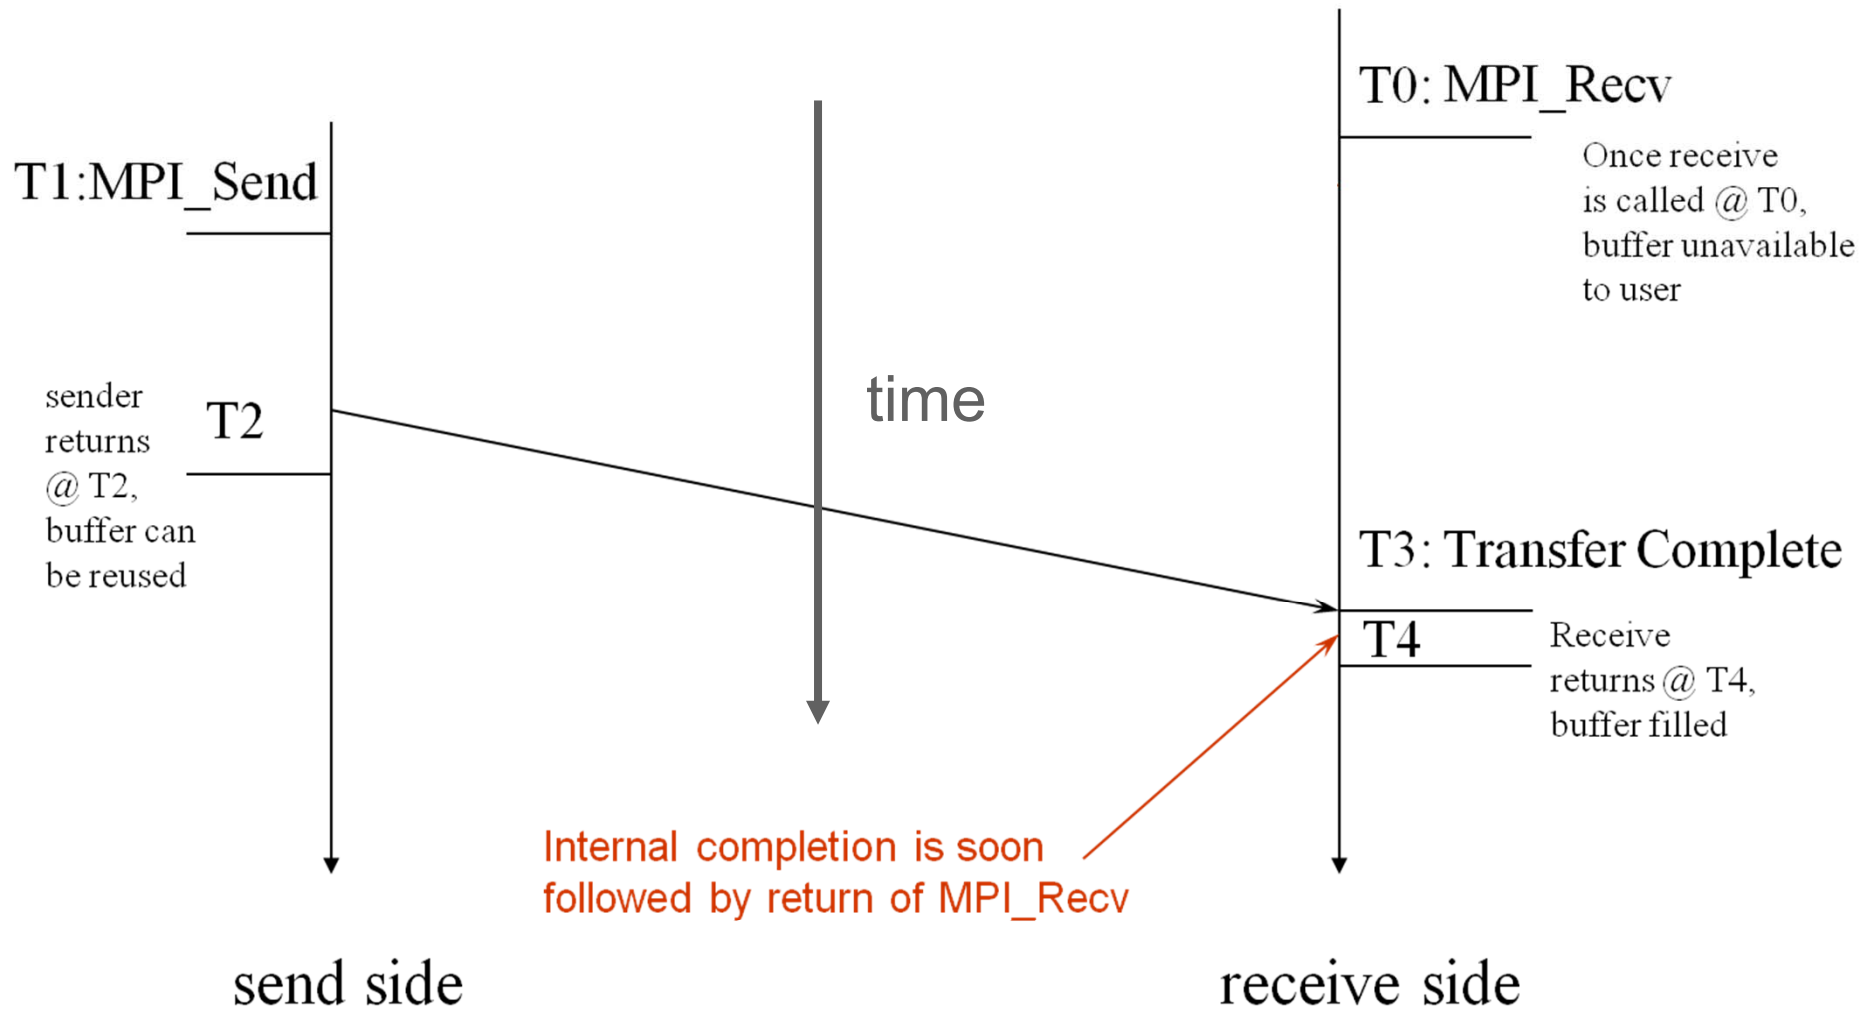 T0: MPI_Recv
Once receive
is called @ T0,
buffer unavailable
to user
T1:MPI_Send
time
sender
returns
@ T2,
buffer can
be reused
T2
T3: Transfer Complete
T4
Receive
returns @ T4,
buffer filled
Internal completion is soon
followed by return of MPI_Recv
send side
receive side